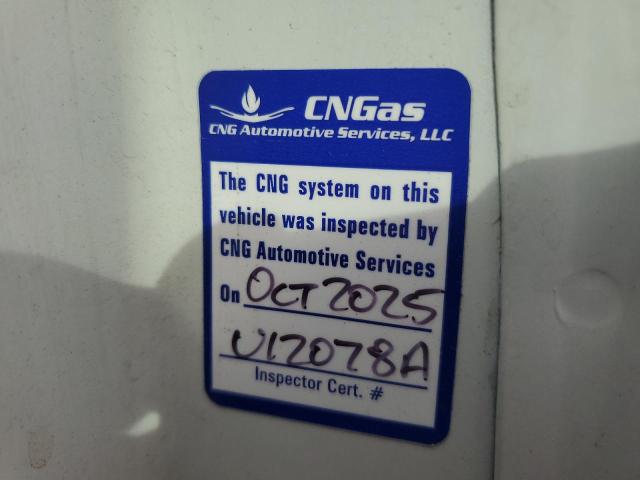 CNGas
CNG Automotive Services, LLC
The CNG system on this
vehicle was inspected by
CNG Automotive Services
On Oct 2025
U12078A
Inspector Cert. #